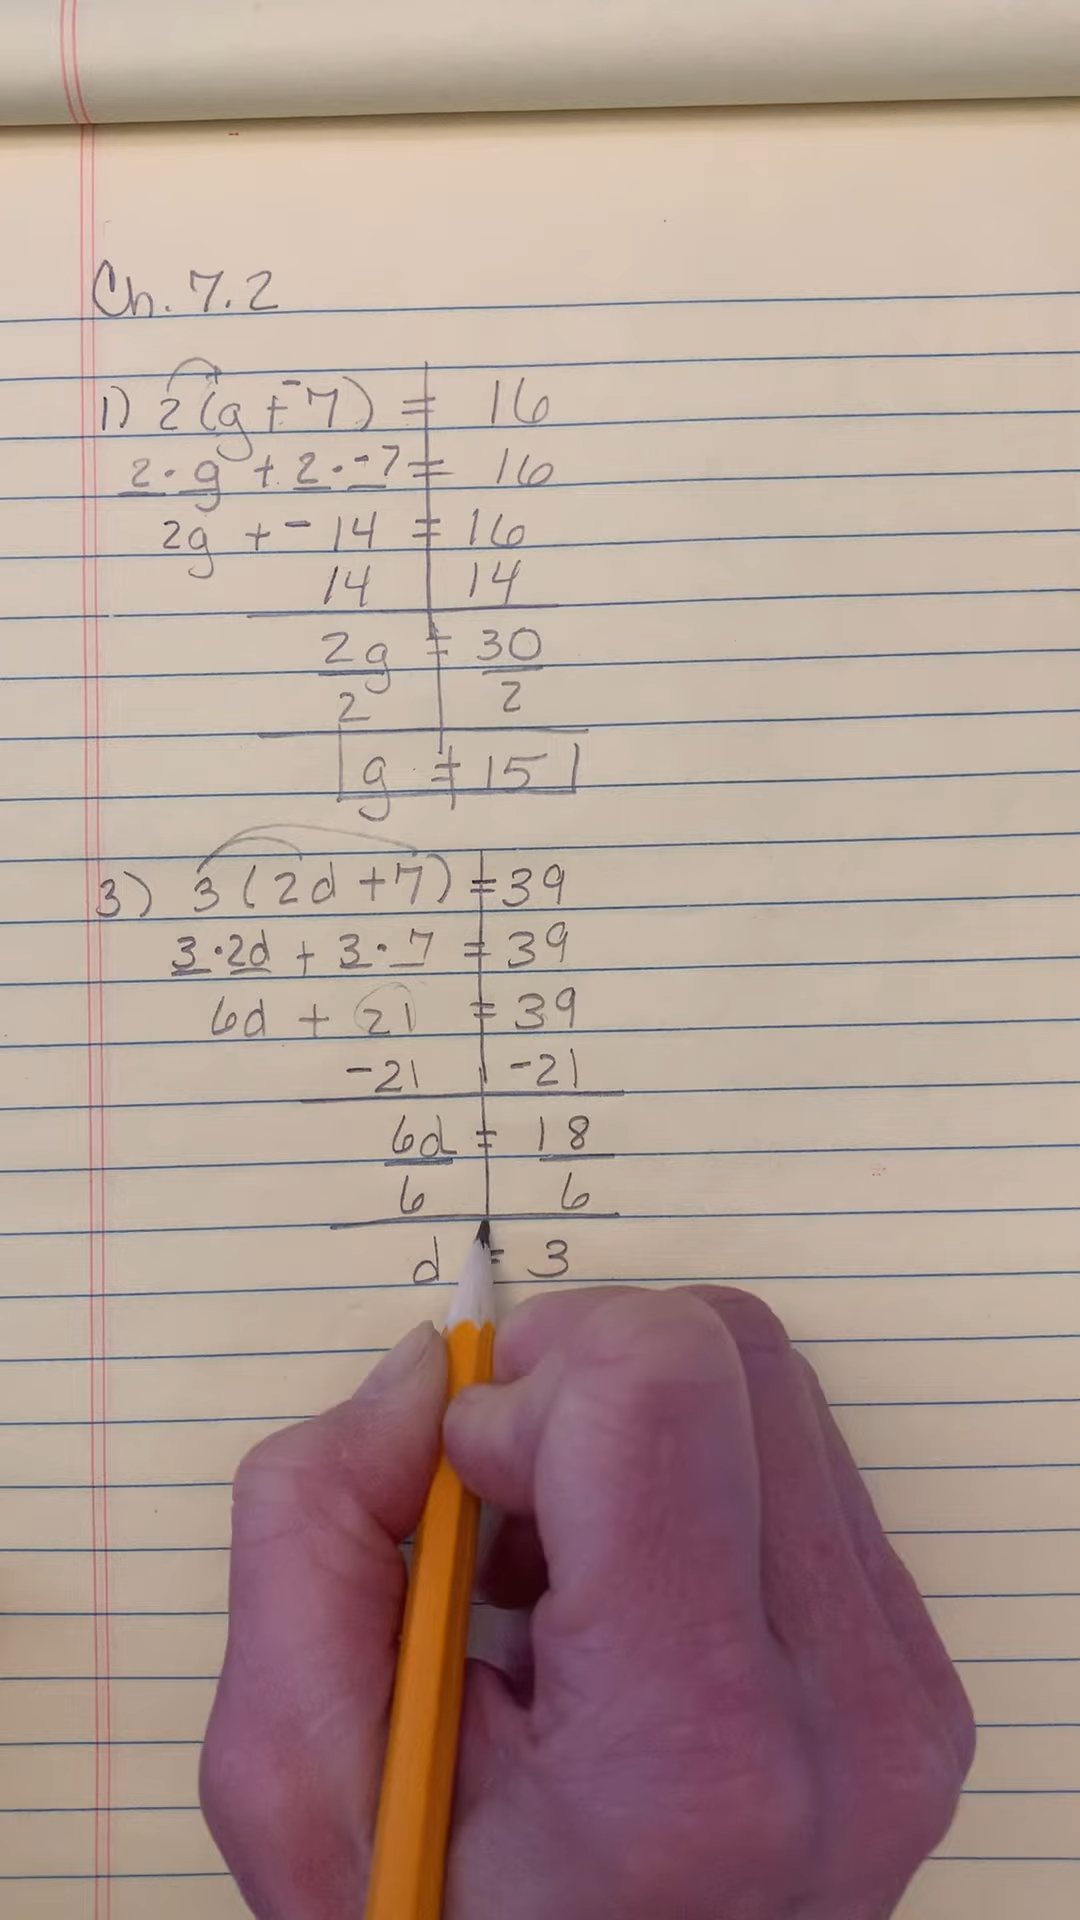 Ch. 7.2
1) 2(g + -7) = 16
2 · g + 2 · -7 = 16
2g + -14 = 16
14 14
2g = 30
2 2
g = 15
3) 3(2d + 7) = 39
3 · 2d + 3 · 7 = 39
6d + 21 = 39
-21 -21
6d = 18
6 6
d = 3